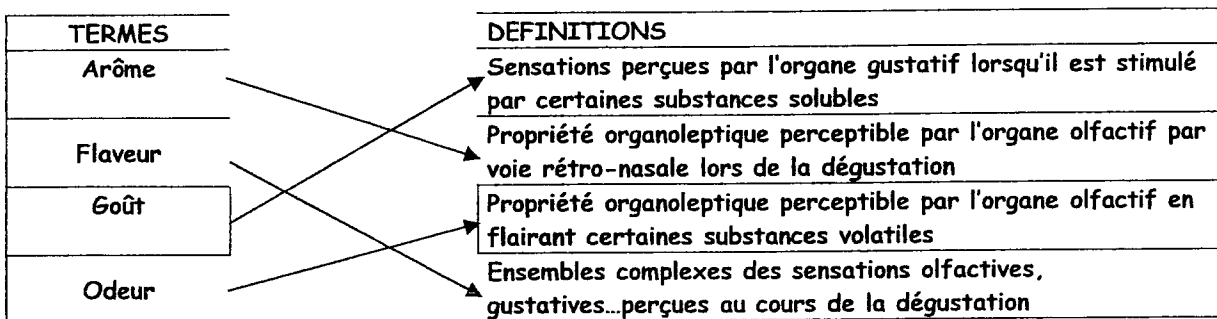 TERMES
DEFINITIONS
Arôme
Sensations perçues par l'organe gustatif lorsqu'il est stimulé
par certaines substances solubles
Flaveur
Propriété organoleptique perceptible par l'organe olfactif par
voie rétro-nasale lors de la dégustation
Goût
Propriété organoleptique perceptible par l'organe olfactif en
flairant certaines substances volatiles
Odeur
Ensembles complexes des sensations olfactives,
gustatives...perçues au cours de la dégustation